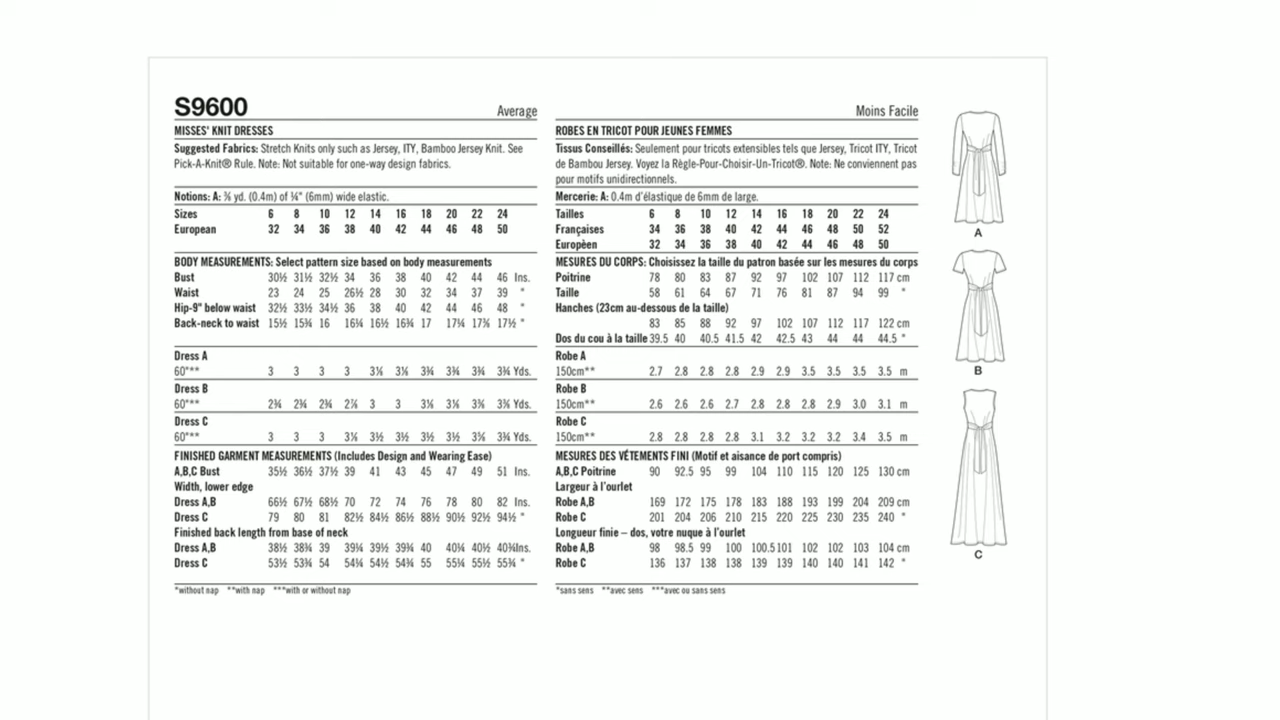 S9600
Average
MISSES' KNIT DRESSES
Suggested Fabrics: Stretch Knits only such as Jersey, ITY, Bamboo Jersey Knit. See
Pick-A-Knit® Rule. Note: Not suitable for one-way design fabrics.
Notions: A: ⅜ yd. (0.4m) of ¼" (6mm) wide elastic.
Sizes 6 8 10 12 14 16 18 20 22 24
European 32 34 36 38 40 42 44 46 48 50
BODY MEASUREMENTS: Select pattern size based on body measurements
Bust 30½ 31½ 32½ 34 36 38 40 42 44 46 Ins.
Waist 23 24 25 26½ 28 30 32 34 37 39 "
Hip-9" below waist 32½ 33½ 34½ 36 38 40 42 44 46 48 "
Back-neck to waist 15½ 15¾ 16 16¼ 16½ 16¾ 17 17¼ 17⅜ 17½ "
Dress A
60"** 3 3 3 3 3⅛ 3⅛ 3¾ 3¾ 3¾ 3¾ Yds.
Dress B
60"** 2¾ 2¾ 2¾ 2⅞ 3 3 3⅛ 3⅛ 3⅜ 3⅜ Yds.
Dress C
60"** 3 3 3 3⅛ 3½ 3½ 3½ 3½ 3⅝ 3¾ Yds.
FINISHED GARMENT MEASUREMENTS (Includes Design and Wearing Ease)
A,B,C Bust 35½ 36½ 37½ 39 41 43 45 47 49 51 Ins.
Width, lower edge
Dress A,B 66½ 67½ 68½ 70 72 74 76 78 80 82 Ins.
Dress C 79 80 81 82½ 84½ 86½ 88½ 90½ 92½ 94½ "
Finished back length from base of neck
Dress A,B 38½ 38¾ 39 39¼ 39½ 39¾ 40 40¼ 40½ 40¾Ins.
Dress C 53½ 53¾ 54 54¼ 54½ 54¾ 55 55¼ 55½ 55¾ "
*without nap **with nap ***with or without nap
Moins Facile
ROBES EN TRICOT POUR JEUNES FEMMES
Tissus Conseillés: Seulement pour tricots extensibles tels que Jersey, Tricot ITY, Tricot
de Bambou Jersey. Voyez la Règle-Pour-Choisir-Un-Tricot®. Note: Ne conviennent pas
pour motifs unidirectionnels.
Mercerie: A: 0.4m d'élastique de 6mm de large.
Tailles 6 8 10 12 14 16 18 20 22 24
Françaises 34 36 38 40 42 44 46 48 50 52
Europèen 32 34 36 38 40 42 44 46 48 50
MESURES DU CORPS: Choisissez la taille du patron basée sur les mesures du corps
Poitrine 78 80 83 87 92 97 102 107 112 117 cm
Taille 58 61 64 67 71 76 81 87 94 99 "
Hanches (23cm au-dessous de la taille)
83 85 88 92 97 102 107 112 117 122 cm
Dos du cou à la taille 39.5 40 40.5 41.5 42 42.5 43 44 44 44.5 "
Robe A
150cm** 2.7 2.8 2.8 2.8 2.9 2.9 3.5 3.5 3.5 3.5 m
Robe B
150cm** 2.6 2.6 2.6 2.7 2.8 2.8 2.8 2.9 3.0 3.1 m
Robe C
150cm** 2.8 2.8 2.8 2.8 3.1 3.2 3.2 3.2 3.4 3.5 m
MESURES DES VÉTEMENTS FINI (Motif et aisance de port compris)
A,B,C Poitrine 90 92.5 95 99 104 110 115 120 125 130 cm
Largeur à l'ourlet
Robe A,B 169 172 175 178 183 188 193 199 204 209 cm
Robe C 201 204 206 210 215 220 225 230 235 240 "
Longueur finie – dos, votre nuque à l'ourlet
Robe A,B 98 98.5 99 100 100.5 101 102 102 103 104 cm
Robe C 136 137 138 138 139 139 140 140 141 142 "
*sans sens **avec sens ***avec ou sans sens
A
B
C